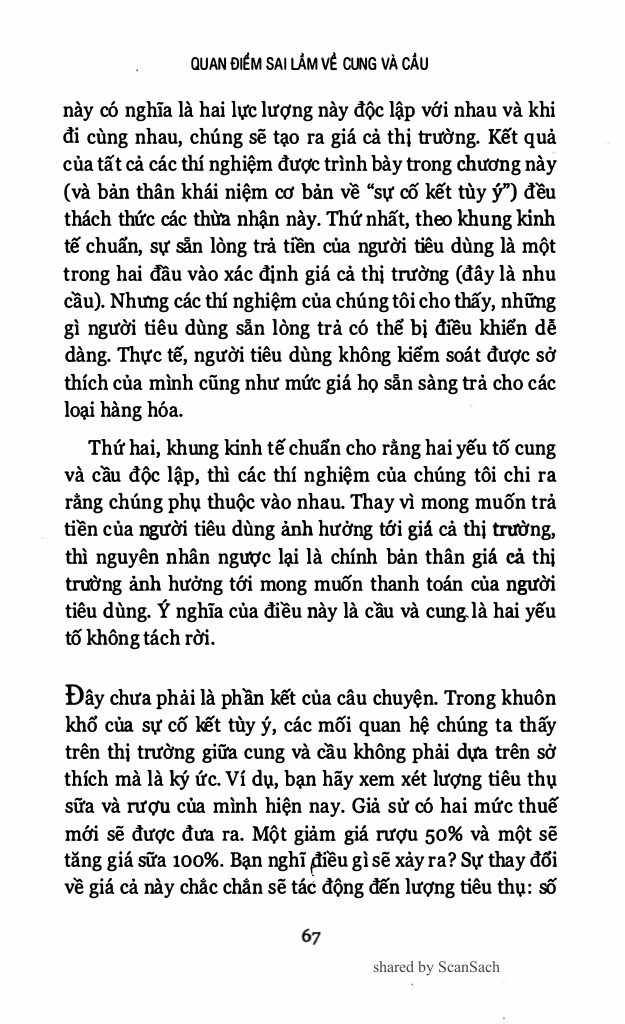 QUAN ĐIỂM SAI LẦM VỀ CUNG VÀ CẦU
này có nghĩa là hai lực lượng này độc lập với nhau và khi
đi cùng nhau, chúng sẽ tạo ra giá cả thị trường. Kết quả
của tất cả các thí nghiệm được trình bày trong chương này
(và bản thân khái niệm cơ bản về “sự cố kết tùy ý”) đều
thách thức các thừa nhận này. Thứ nhất, theo khung kinh
tế chuẩn, sự sẵn lòng trả tiền của người tiêu dùng là một
trong hai đầu vào xác định giá cả thị trường (đây là nhu
cầu). Nhưng các thí nghiệm của chúng tôi cho thấy, những
gì người tiêu dùng sẵn lòng trả có thể bị điều khiển dễ
dàng. Thực tế, người tiêu dùng không kiểm soát được sở
thích của mình cũng như mức giá họ sẵn sàng trả cho các
loại hàng hóa.
Thứ hai, khung kinh tế chuẩn cho rằng hai yếu tố cung
và cầu độc lập, thì các thí nghiệm của chúng tôi chi ra
rằng chúng phụ thuộc vào nhau. Thay vì mong muốn trả
tiền của người tiêu dùng ảnh hưởng tới giá cả thị trường,
thì nguyên nhân ngược lại là chính bản thân giá cả thị
trường ảnh hưởng tới mong muốn thanh toán của người
tiêu dùng. Ý nghĩa của điều này là cầu và cung là hai yếu
tố không tách rời.
Đây chưa phải là phần kết của câu chuyện. Trong khuôn
khổ của sự cố kết tùy ý, các mối quan hệ chúng ta thấy
trên thị trường giữa cung và cầu không phải dựa trên sở
thích mà là ký ức. Ví dụ, bạn hãy xem xét lượng tiêu thụ
sữa và rượu của mình hiện nay. Giả sử có hai mức thuế
mới sẽ được đưa ra. Một giảm giá rượu 50% và một sẽ
tăng giá sữa 100%. Bạn nghĩ điều gì sẽ xảy ra? Sự thay đổi
về giá cả này chắc chắn sẽ tác động đến lượng tiêu thụ: số
67
shared by ScanSach